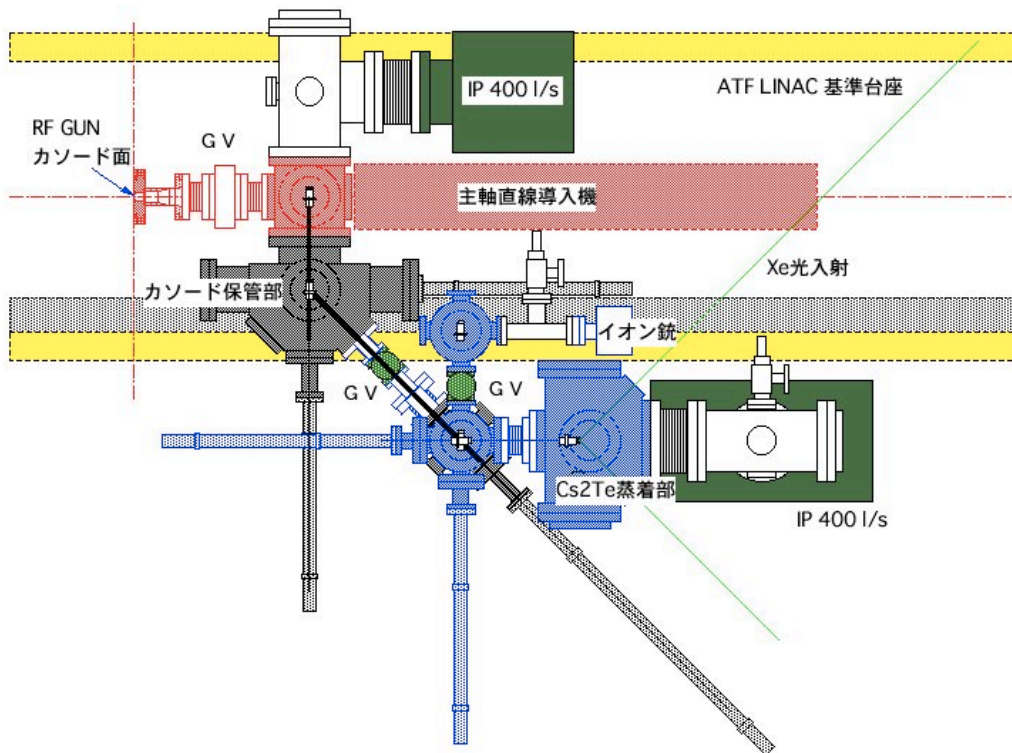 IP 400 l/s
ATF LINAC 基準台座
RF GUN
カソード面
G V
主軸直線導入機
Xe光入射
カソード保管部
イオン銃
G V
G V
Cs2Te蒸着部
IP 400 l/s